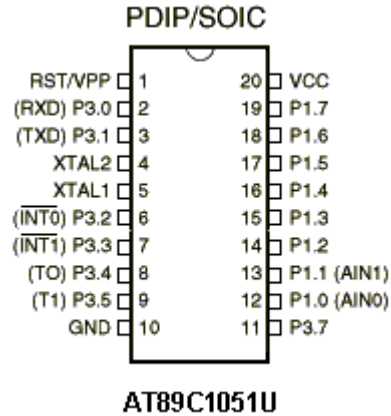 PDIP/SOIC
RST/VPP 1 20 VCC
(RXD) P3.0 2 19 P1.7
(TXD) P3.1 3 18 P1.6
XTAL2 4 17 P1.5
XTAL1 5 16 P1.4
(INT0) P3.2 6 15 P1.3
(INT1) P3.3 7 14 P1.2
(TO) P3.4 8 13 P1.1 (AIN1)
(T1) P3.5 9 12 P1.0 (AIN0)
GND 10 11 P3.7
AT89C1051U